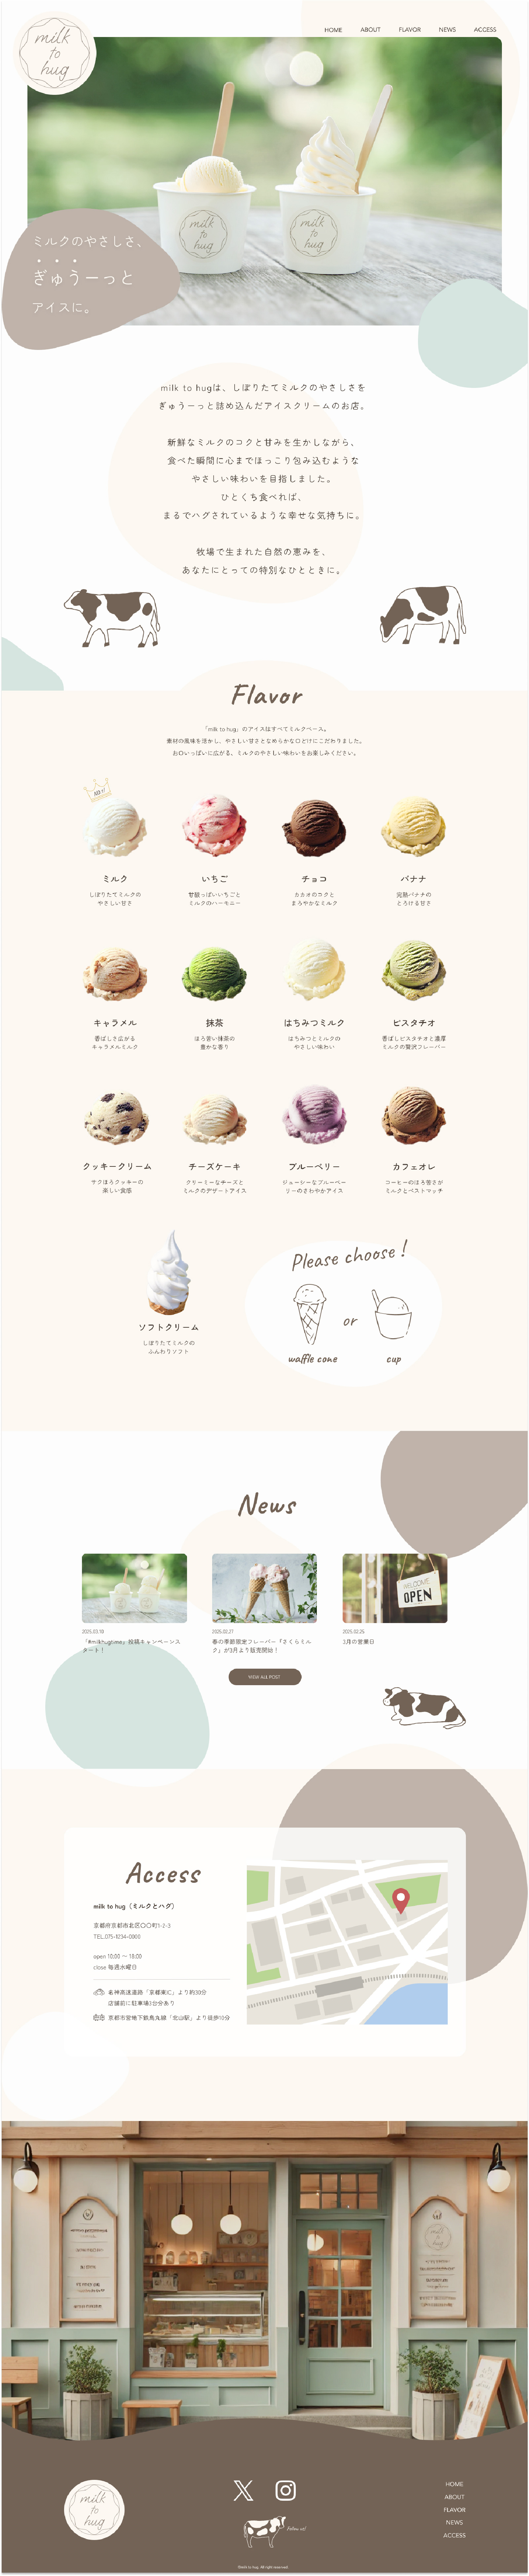 milk
to
hug
HOME ABOUT FLAVOR NEWS ACCESS
milk
to
hug
milk
to
hug
ミルクのやさしさ、
ぎゅうーっと
アイスに。
milk to hugは、しぼりたてミルクのやさしさを
ぎゅうーっと詰め込んだアイスクリームのお店。
新鮮なミルクのコクと甘みを生かしながら、
食べた瞬間に心までほっこり包み込むような
やさしい味わいを目指しました。
ひとくち食べれば、
まるでハグされているような幸せな気持ちに。
牧場で生まれた自然の恵みを、
あなたにとっての特別なひとときに。
Flavor
「milk to hug」のアイスはすべてミルクベース。
素材の風味を活かし、やさしい甘さとなめらかな口どけにこだわりました。
お口いっぱいに広がる、ミルクのやさしい味わいをお楽しみください。
ミルク
しぼりたてミルクの
やさしい甘さ
いちご
甘酸っぱいいちごと
ミルクのハーモニー
チョコ
カカオのコクと
まろやかなミルク
バナナ
完熟バナナの
とろける甘さ
キャラメル
香ばしさ広がる
キャラメルミルク
抹茶
ほろ苦い抹茶の
豊かな香り
はちみつミルク
はちみつとミルクの
やさしい味わい
ピスタチオ
香ばしピスタチオと濃厚
ミルクの贅沢フレーバー
クッキークリーム
サクほろクッキーの
楽しい食感
チーズケーキ
クリーミーなチーズと
ミルクのデザートアイス
ブルーベリー
ジューシーなブルーベ
リーのさわやかアイス
カフェオレ
コーヒーのほろ苦さが
ミルクとベストマッチ
ソフトクリーム
しぼりたてミルクの
ふんわりソフト
Please choose!
or
waffle cone
cup
News
2025.03.10
「#milktohugtime」投稿キャンペーンス
タート！
2025.02.27
春の季節限定フレーバー『さくらミル
ク』が3月より販売開始！
WELCOME
OPEN
2025.02.25
3月の営業日
VIEW ALL POST
Access
milk to hug（ミルクとハグ）
京都府京都市北区〇〇町1-2-3
TEL.075-1234-0000
open 10:00 〜 18:00
close 毎週水曜日
名神高速道路「京都東IC」より約30分
店舗前に駐車場3台分あり
京都市営地下鉄烏丸線「北山駅」より徒歩10分
milk
to
hug
follow us!
HOME
ABOUT
FLAVOR
NEWS
ACCESS
©milk to hug. All right reserved.